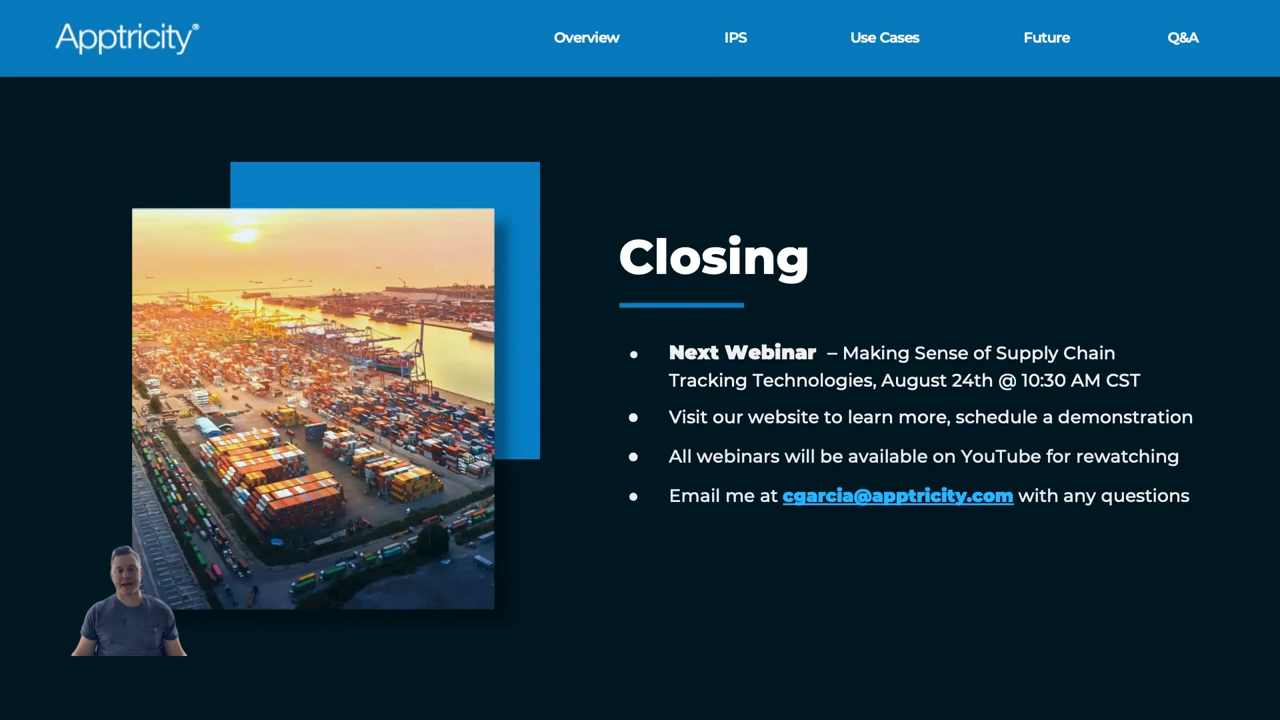 Apptricity®
Overview
IPS
Use Cases
Future
Q&A
Closing
● Next Webinar – Making Sense of Supply Chain
Tracking Technologies, August 24th @ 10:30 AM CST
● Visit our website to learn more, schedule a demonstration
● All webinars will be available on YouTube for rewatching
● Email me at cgarcia@apptricity.com with any questions